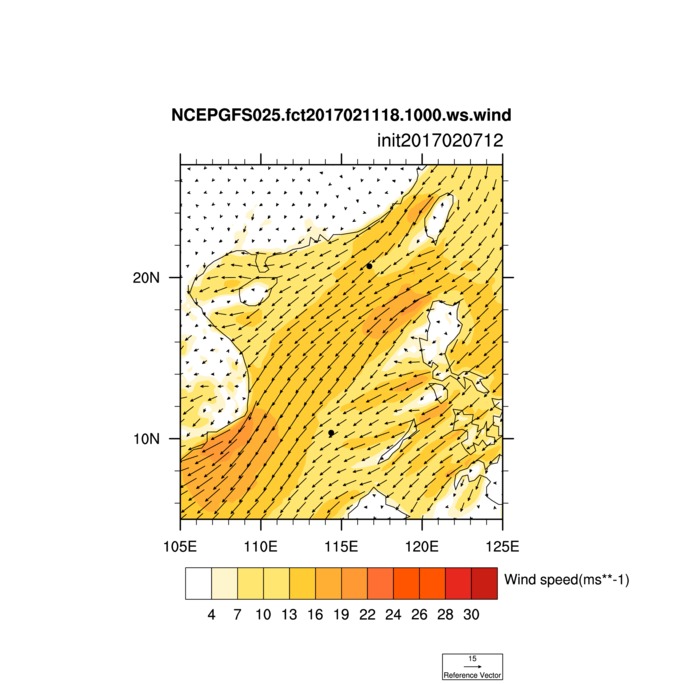 NCEPGFS025.fct2017021118.1000.ws.wind
init2017020712
20N
10N
105E 110E 115E 120E 125E
Wind speed(ms**-1)
4 7 10 13 16 19 22 24 26 28 30
15
Reference Vector